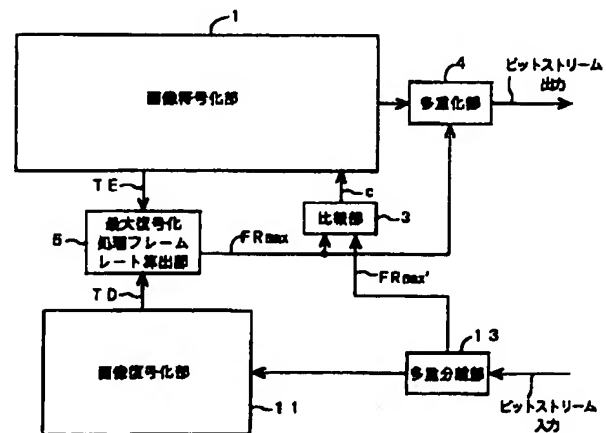 1
画像符号化部
4
多重化部
ビットストリーム
出力
TE
c
比較部
3
5
最大復号化
処理フレーム
レート算出部
FRmax
FRmax'
TD
13
画像復号化部
多重分離部
11
ビットストリーム
入力